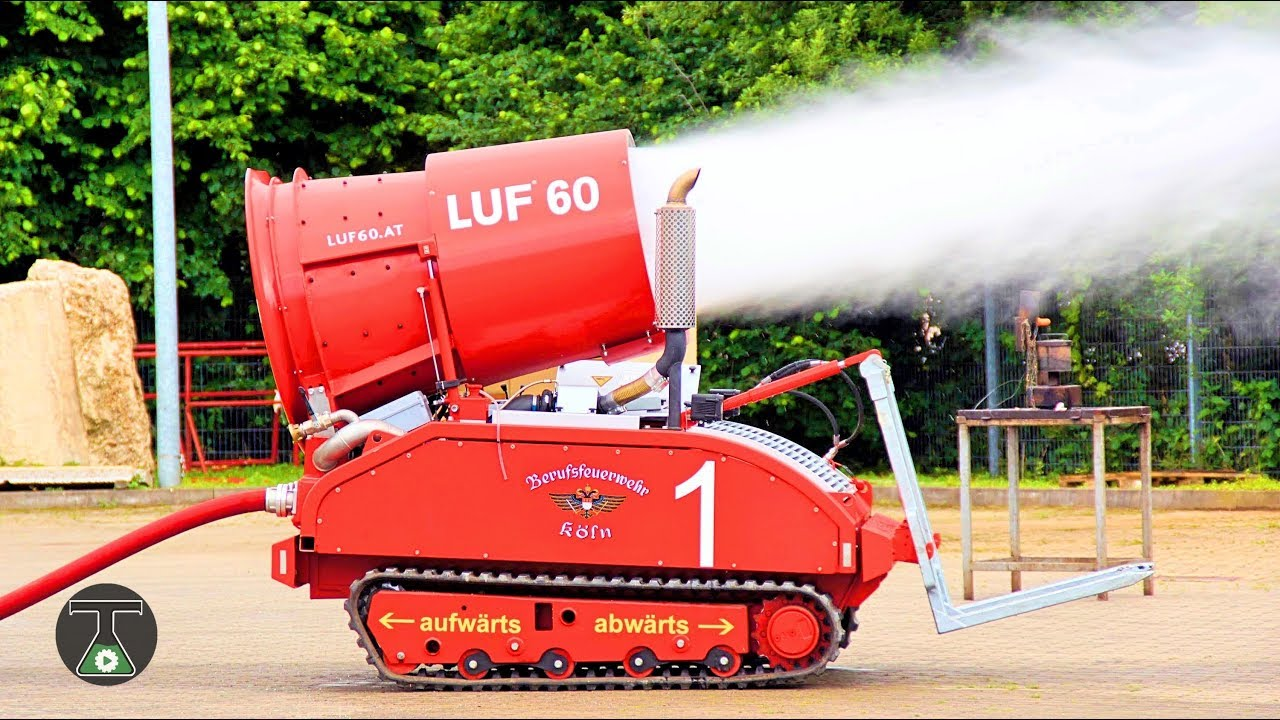 LUF® 60
LUF60.AT
Berufsfeuerwehr
Köln
1
← aufwärts
abwärts →